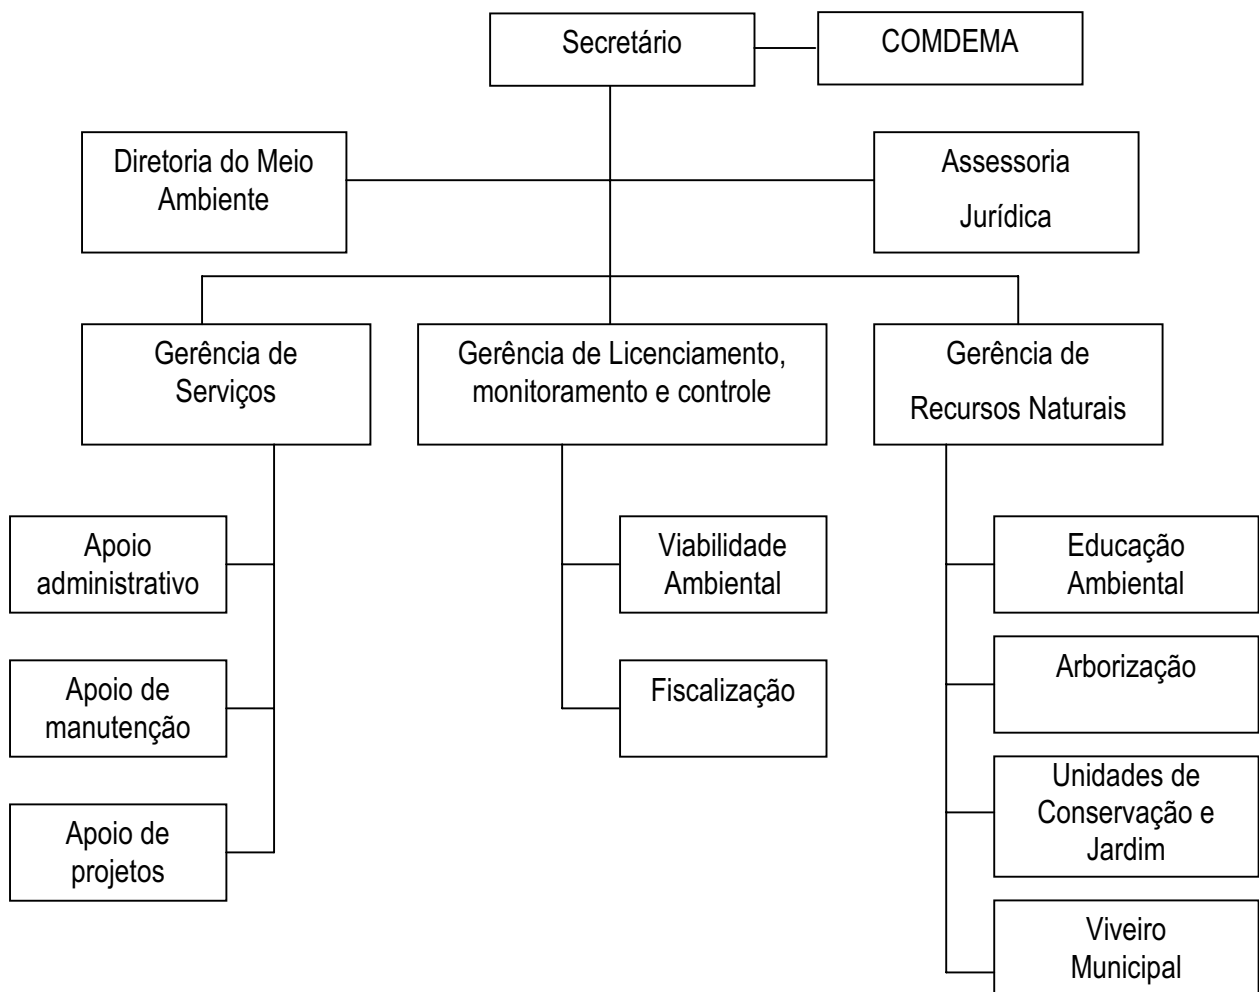 Secretário
COMDEMA
Diretoria do Meio
Ambiente
Assessoria
Jurídica
Gerência de
Serviços
Gerência de Licenciamento,
monitoramento e controle
Gerência de
Recursos Naturais
Apoio
administrativo
Viabilidade
Ambiental
Educação
Ambiental
Apoio de
manutenção
Fiscalização
Arborização
Apoio de
projetos
Unidades de
Conservação e
Jardim
Viveiro
Municipal